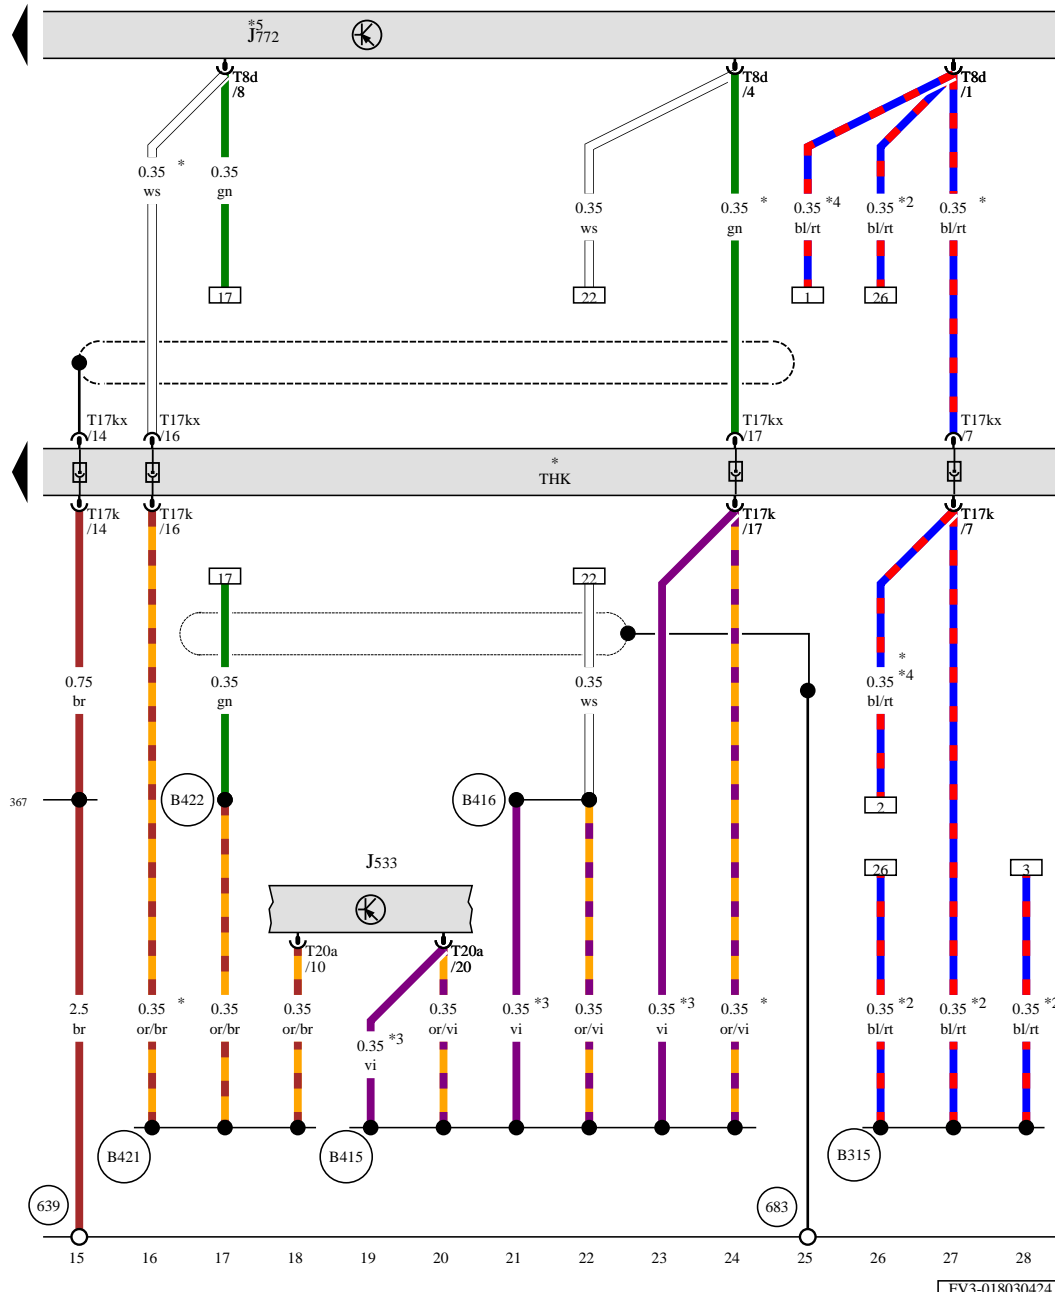 *5
J772
T8d
/8
T8d
/4
T8d
/1
0.35 *
ws
0.35
gn
0.35
ws
0.35 *
gn
0.35 *4
bl/rt
0.35 *2
bl/rt
0.35 *
bl/rt
17
22
1
26
T17kx
/14
T17kx
/16
T17kx
/17
T17kx
/7
*
THK
T17k
/14
T17k
/16
T17k
/17
T17k
/7
17
22
0.75
br
0.35
gn
0.35
ws
*
0.35 *4
bl/rt
367
B422
B416
2
J533
26
3
T20a
/10
T20a
/20
2.5
br
0.35 *
or/br
0.35
or/br
0.35
or/br
0.35 *3
vi
0.35
or/vi
0.35 *3
vi
0.35
or/vi
0.35 *3
vi
0.35 *
or/vi
0.35 *2
bl/rt
0.35 *2
bl/rt
0.35 *2
bl/rt
B421
B415
B315
639
683
15 16 17 18 19 20 21 22 23 24 25 26 27 28
EV3-018030424